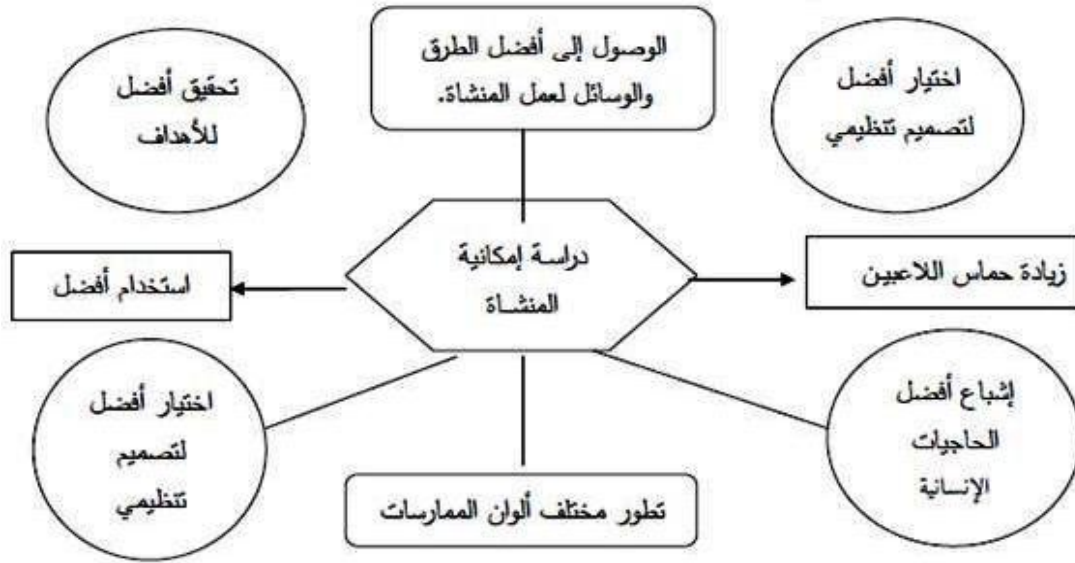 الوصول إلى أفضل الطرق
والوسائل لعمل المنشاة.
اختيار أفضل
لتصميم تنظيمي
تحقيق أفضل
للأهداف
دراسة إمكانية
المنشاة
زيادة حماس اللاعبين
استخدام أفضل
إشباع أفضل
الحاجيات
الإنسانية
اختيار أفضل
لتصميم
تنظيمي
تطور مختلف ألوان الممارسات